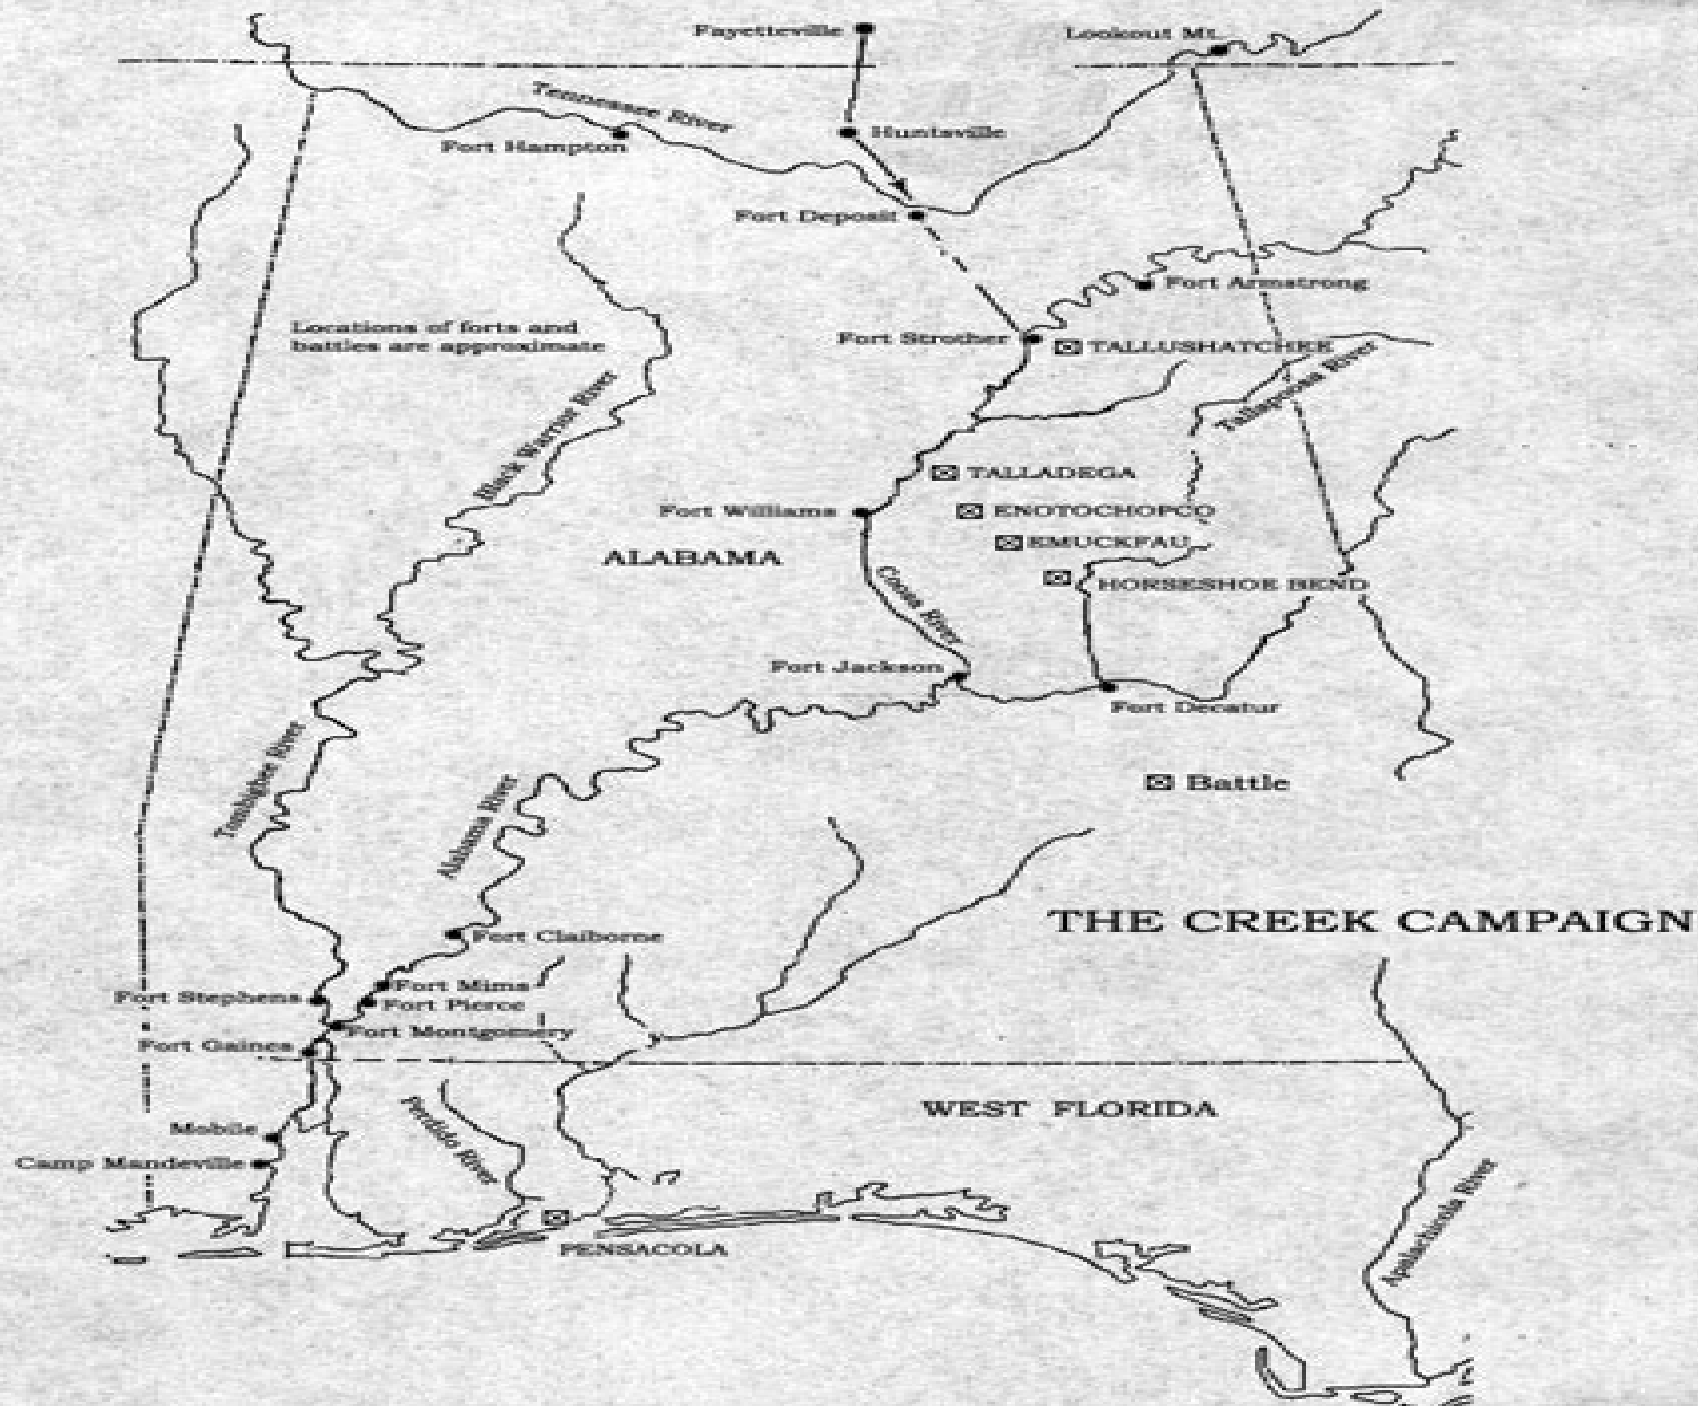 Fayetteville
Lookout Mt.
Tennessee River
Huntsville
Fort Hampton
Fort Deposit
Fort Armstrong
Locations of forts and
battles are approximate
Fort Strother
TALLUSHATCHEE
Tallapoosa River
Black Warrior River
TALLADEGA
Fort Williams
ENOTOCHOPCO
EMUCKFAU
ALABAMA
HORSESHOE BEND
Coosa River
Fort Jackson
Fort Decatur
Tombigbee River
Battle
Alabama River
THE CREEK CAMPAIGN
Fort Claiborne
Fort Mims
Fort Stephens
Fort Pierce
Fort Montgomery
Fort Gaines
WEST FLORIDA
Perdido River
Mobile
Camp Mandeville
Apalachicola River
PENSACOLA